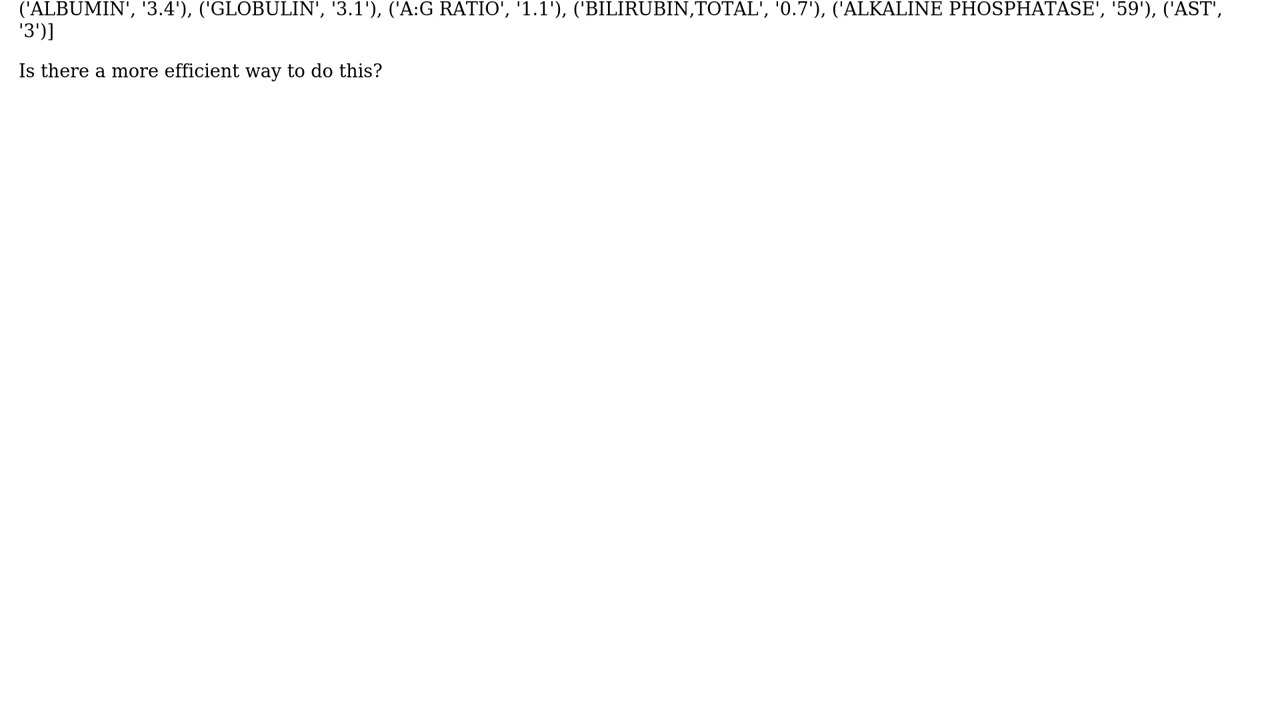 ('ALBUMIN', '3.4'), ('GLOBULIN', '3.1'), ('A:G RATIO', '1.1'), ('BILIRUBIN,TOTAL', '0.7'), ('ALKALINE PHOSPHATASE', '59'), ('AST',
'3')]
Is there a more efficient way to do this?